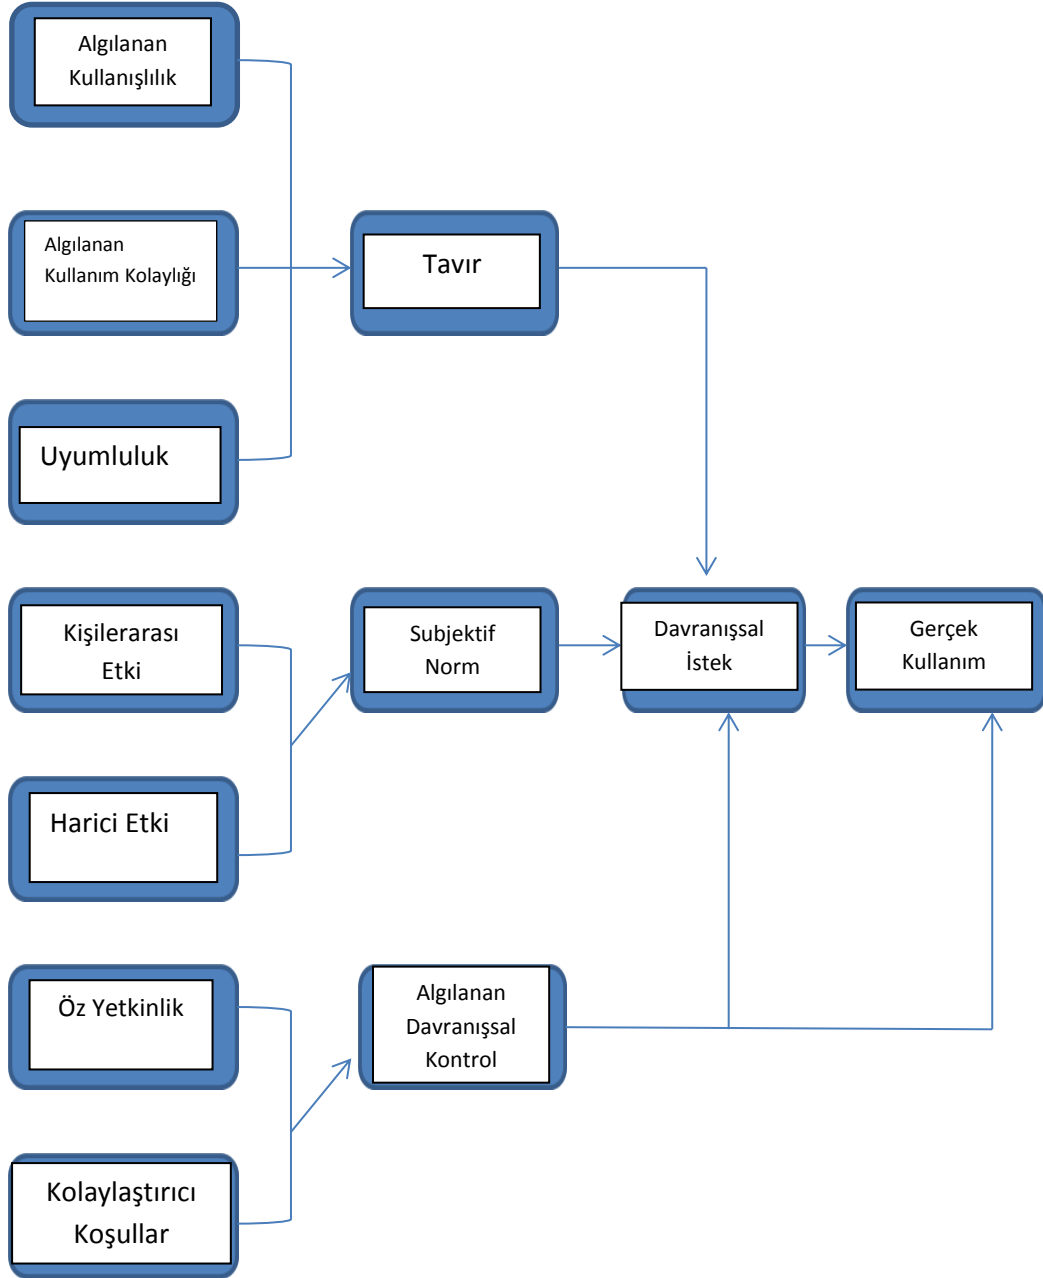 Algılanan
Kullanışlılık
Algılanan
Kullanım Kolaylığı
Tavır
Uyumluluk
Kişilerarası
Etki
Subjektif
Norm
Davranışsal
İstek
Gerçek
Kullanım
Harici Etki
Öz Yetkinlik
Algılanan
Davranışsal
Kontrol
Kolaylaştırıcı
Koşullar